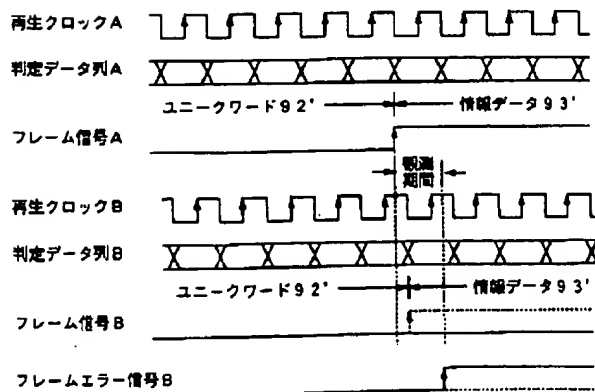 再生クロックA
判定データ列A
ユニークワード92' 情報データ93'
フレーム信号A
観測
期間
再生クロックB
判定データ列B
ユニークワード92' 情報データ93'
フレーム信号B
フレームエラー信号B